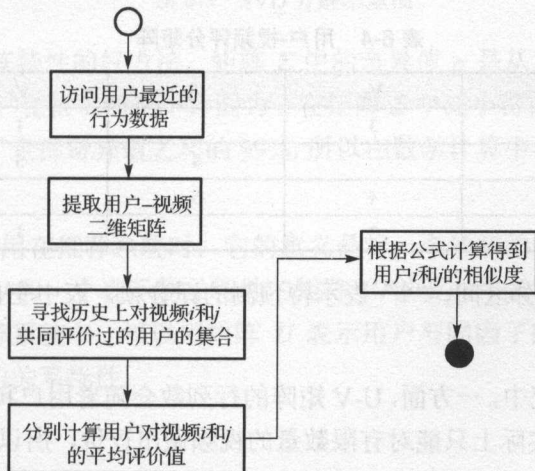 访问用户最近的
行为数据
提取用户-视频
二维矩阵
寻找历史上对视频i和j
共同评价过的用户的集合
分别计算用户对视频i和j
的平均评价值
根据公式计算得到
用户i和j的相似度